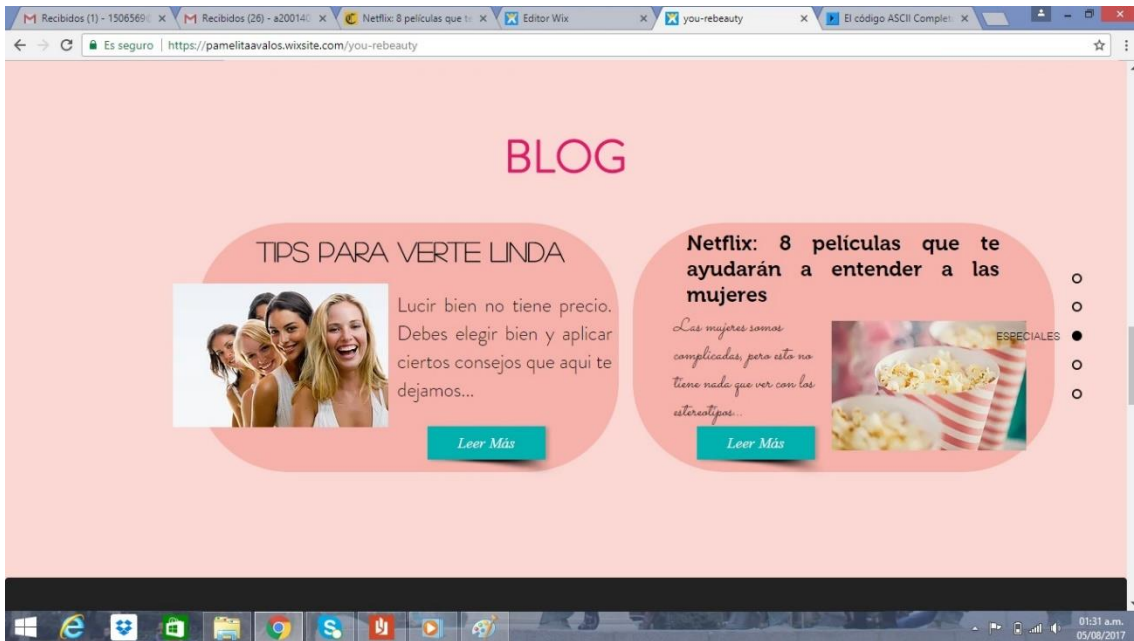 Recibidos (1) - 1506569
Recibidos (26) - a200140
Netflix: 8 películas que te
Editor Wix
you-rebeauty
El código ASCII Complet
Es seguro
https://pamelitaavalos.wixsite.com/you-rebeauty
BLOG
TIPS PARA VERTE LINDA
Lucir bien no tiene precio.
Debes elegir bien y aplicar
ciertos consejos que aqui te
dejamos...
Leer Más
Netflix: 8 películas que te
ayudarán a entender a las
mujeres
Las mujeres somos
complicadas, pero esto no
tiene nada que ver con los
estereotipos...
Leer Más
ESPECIALES
01:31 a.m.
05/08/2017